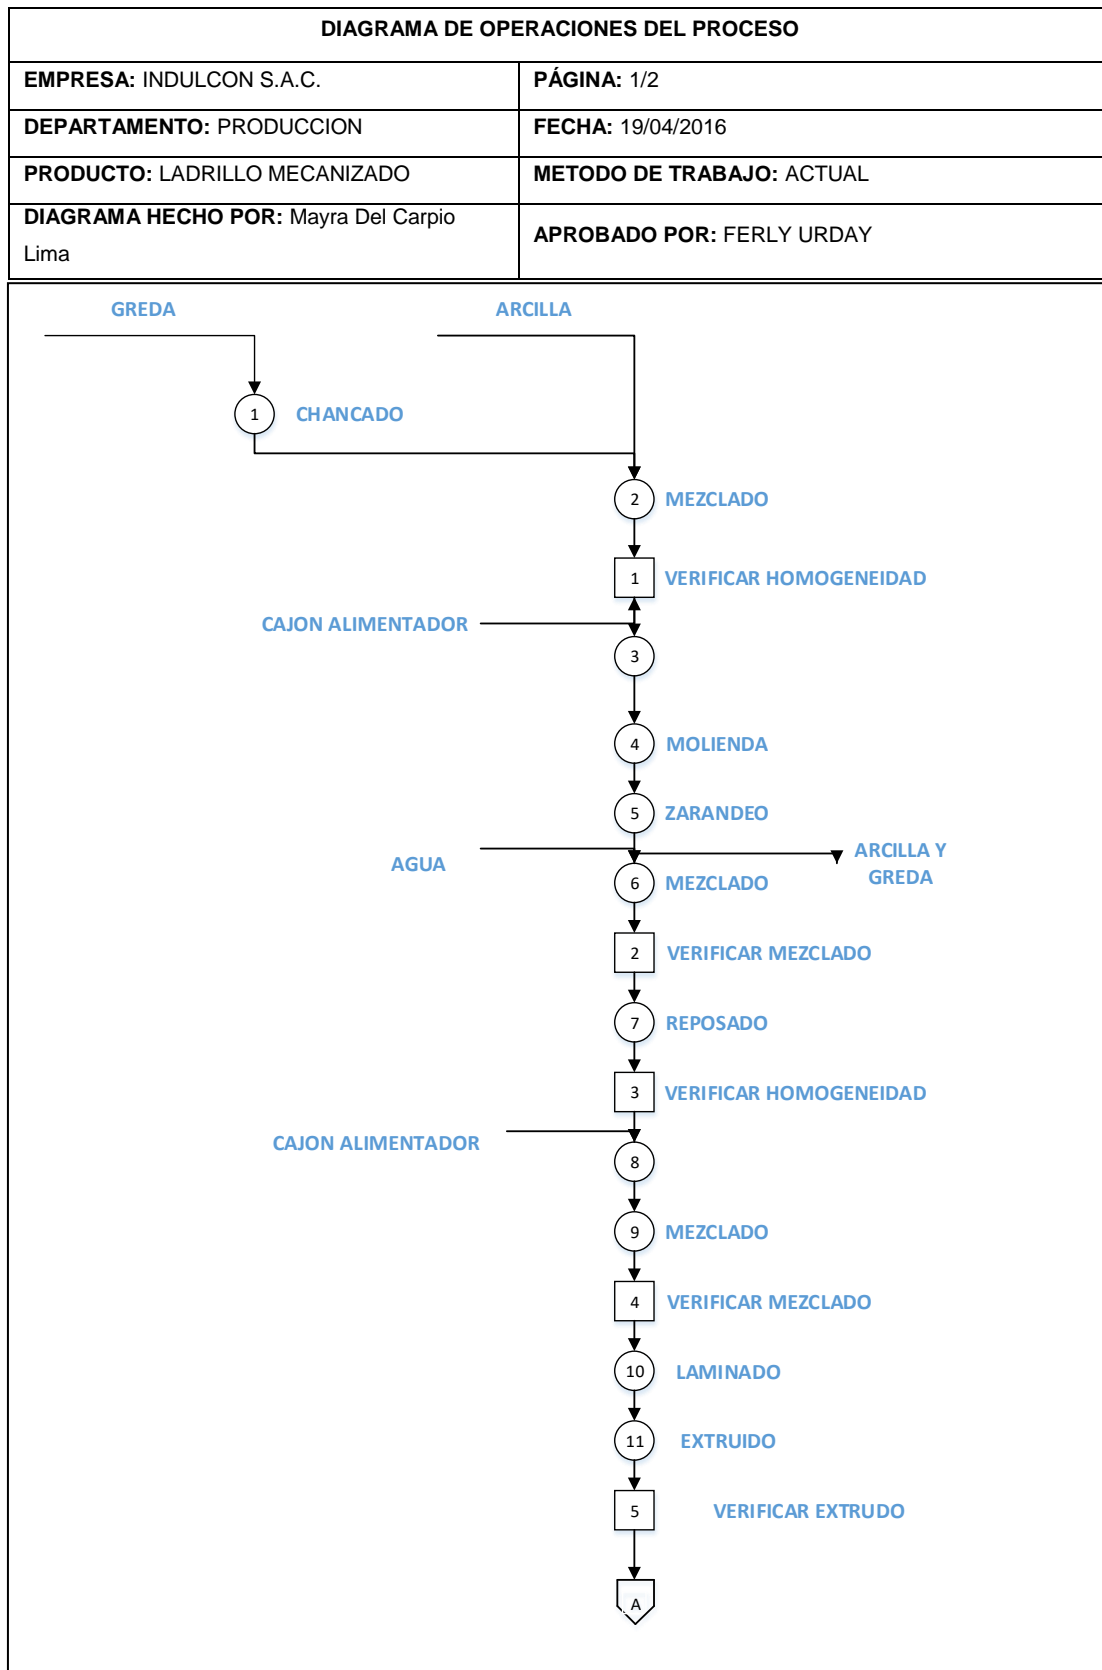 DIAGRAMA DE OPERACIONES DEL PROCESO
EMPRESA: INDULCON S.A.C.
PÁGINA: 1/2
DEPARTAMENTO: PRODUCCION
FECHA: 19/04/2016
PRODUCTO: LADRILLO MECANIZADO
METODO DE TRABAJO: ACTUAL
DIAGRAMA HECHO POR: Mayra Del Carpio
Lima
APROBADO POR: FERLY URDAY
GREDA
ARCILLA
1
CHANCADO
2
MEZCLADO
1
VERIFICAR HOMOGENEIDAD
CAJON ALIMENTADOR
3
4
MOLIENDA
5
ZARANDEO
AGUA
ARCILLA Y
GREDA
6
MEZCLADO
2
VERIFICAR MEZCLADO
7
REPOSADO
3
VERIFICAR HOMOGENEIDAD
CAJON ALIMENTADOR
8
9
MEZCLADO
4
VERIFICAR MEZCLADO
10
LAMINADO
11
EXTRUIDO
5
VERIFICAR EXTRUDO
A